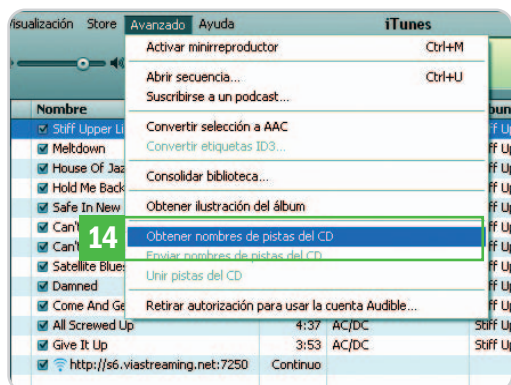 Visualización Store Avanzado Ayuda iTunes
Activar minirreproductor Ctrl+M
Abrir secuencia... Ctrl+U
Suscribirse a un podcast...
Nombre
Stiff Upper Li
Convertir selección a AAC
Meltdown
Convertir etiquetas ID3...
House Of Jaz
Consolidar biblioteca...
Hold Me Back
Safe In New
Obtener ilustración del álbum
Can't
14
Obtener nombres de pistas del CD
Can't
Enviar nombres de pistas del CD
Satellite Blues
Unir pistas del CD
Damned
Come And Ge
Retirar autorización para usar la cuenta Audible...
All Screwed Up 4:37 AC/DC Stiff Up
Give It Up 3:53 AC/DC Stiff Up
http://s6.viastreaming.net:7250 Continuo